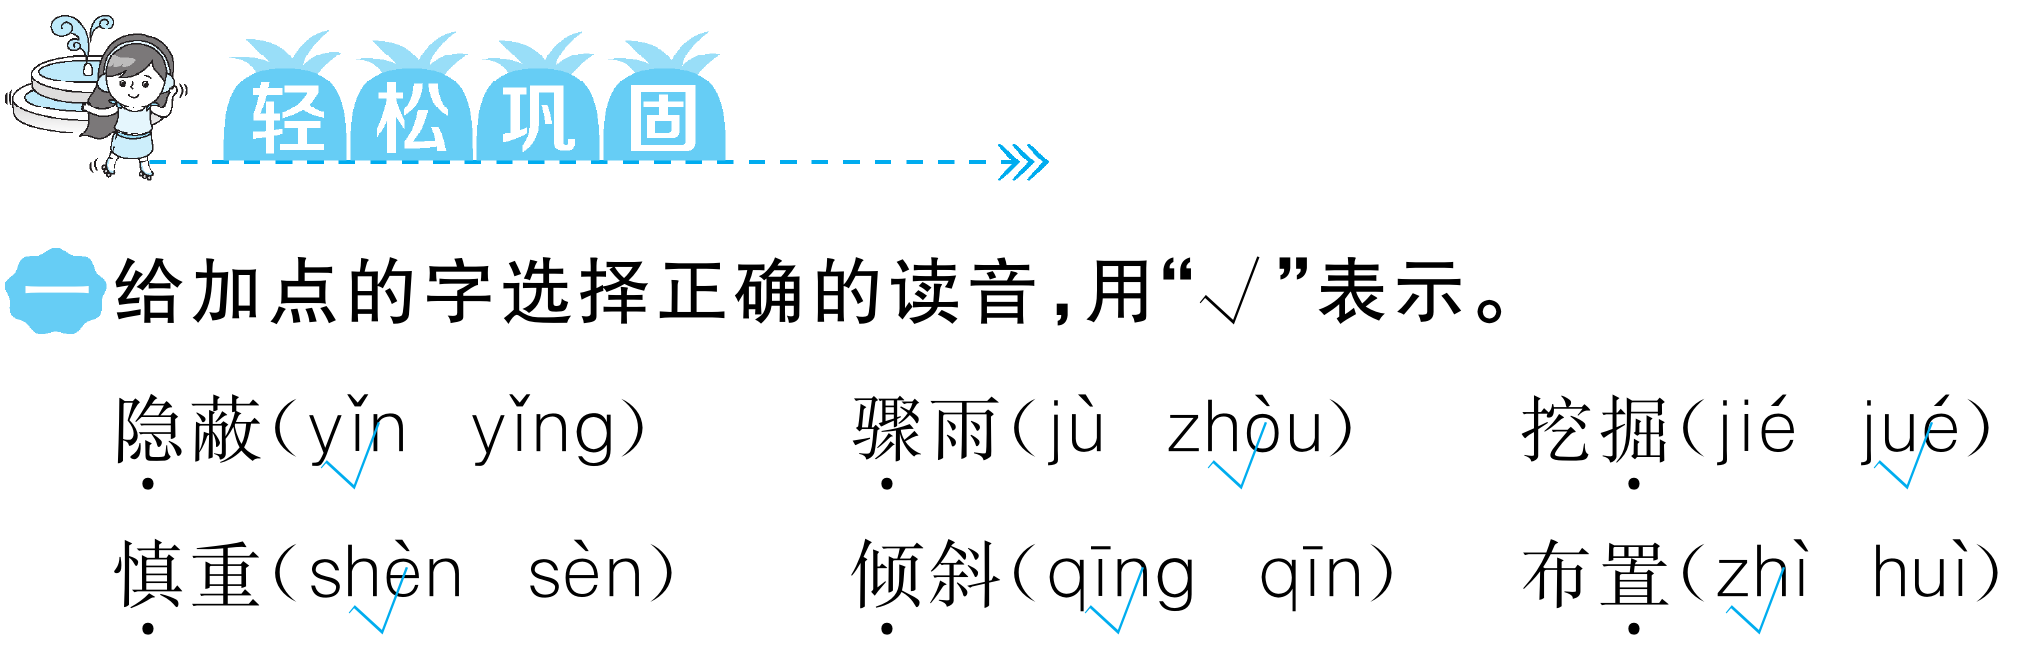 轻松巩固
一 给加点的字选择正确的读音,用“√”表示。
隐蔽(yǐn√ yǐng) 骤雨(jù zhòu√) 挖掘(jié jué√)
慎重(shèn√ sèn) 倾斜(qīng√ qīn) 布置(zhì√ huì)